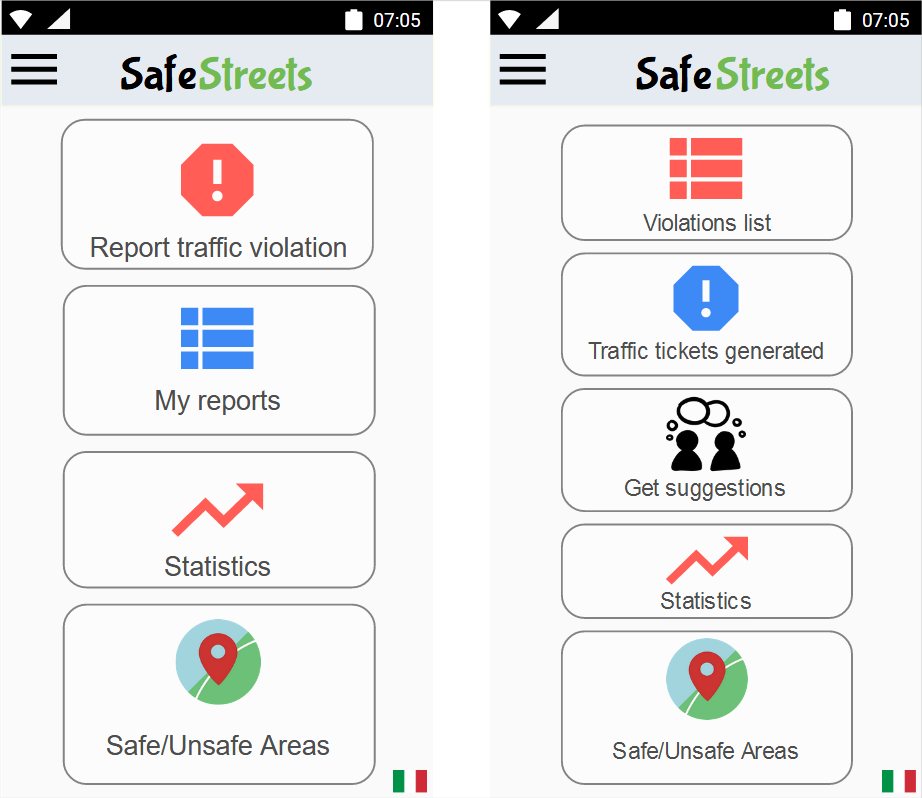 07:05
SafeStreets
Report traffic violation
My reports
Statistics
Safe/Unsafe Areas
07:05
SafeStreets
Violations list
Traffic tickets generated
Get suggestions
Statistics
Safe/Unsafe Areas